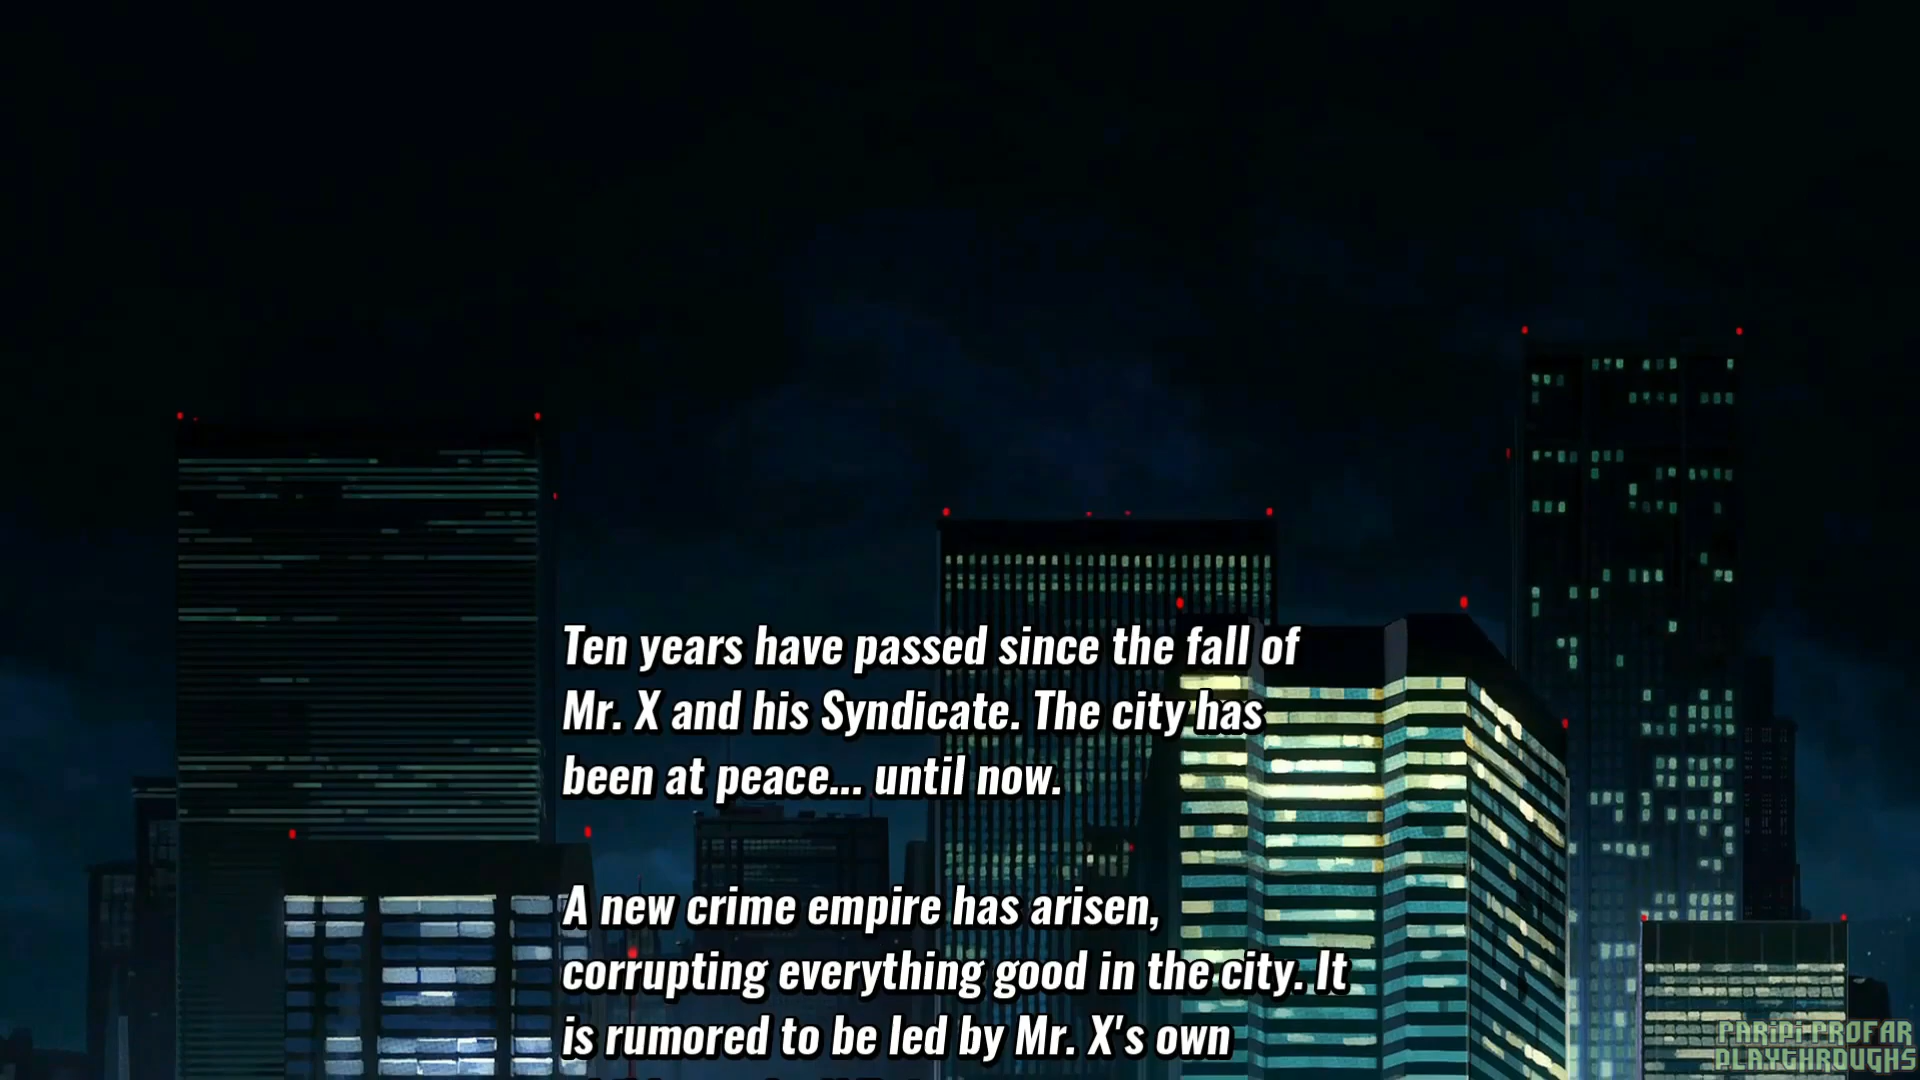 Ten years have passed since the fall of
Mr. X and his Syndicate. The city has
been at peace... until now.
A new crime empire has arisen,
corrupting everything good in the city. It
is rumored to be led by Mr. X's own
PARIPI PROFAR
PLAYTHROUGHS